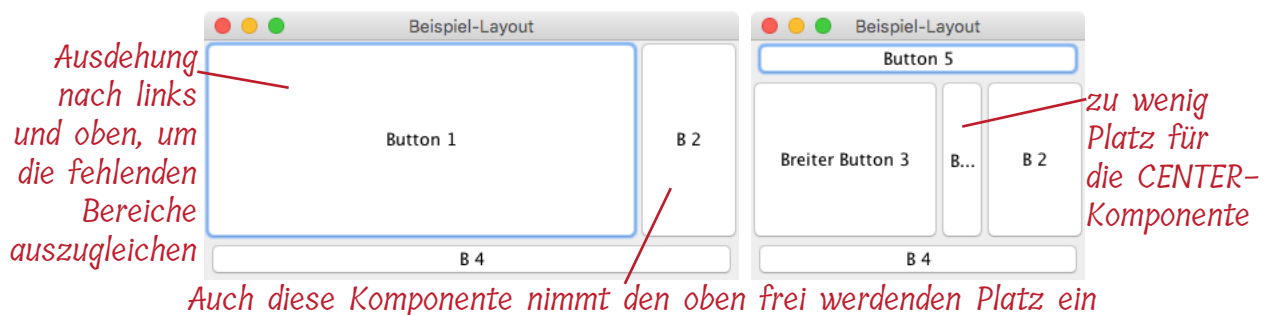 Beispiel-Layout
Ausdehung
nach links
und oben, um
die fehlenden
Bereiche
auszugleichen
Button 1
B 2
B 4
Beispiel-Layout
Button 5
Breiter Button 3
B...
B 2
B 4
zu wenig
Platz für
die CENTER-
Komponente
Auch diese Komponente nimmt den oben frei werdenden Platz ein